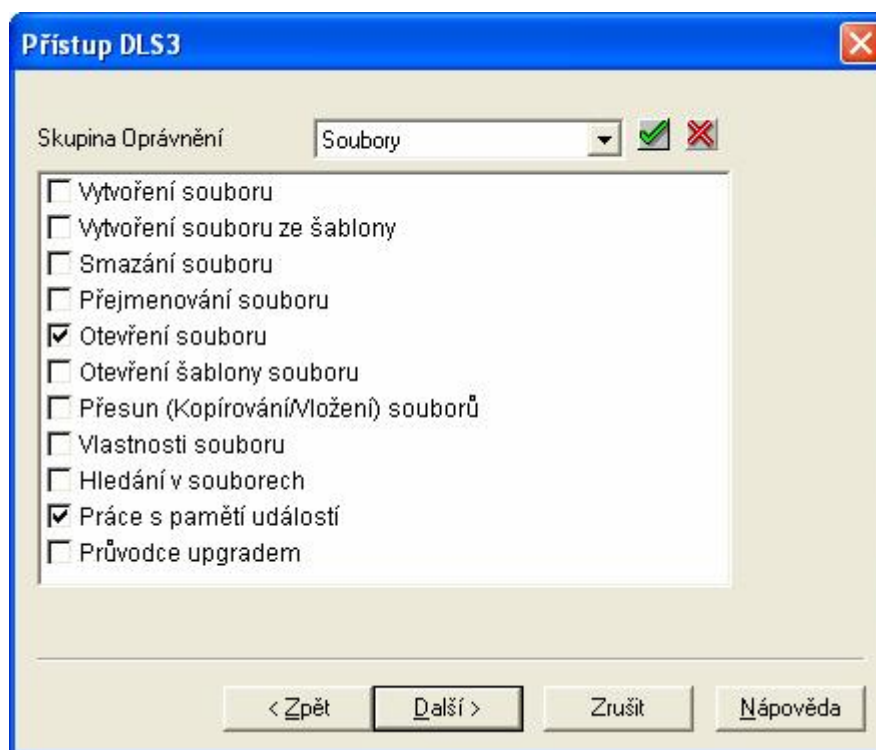 Přístup DLS3
Skupina Oprávnění Soubory
Vytvoření souboru
Vytvoření souboru ze šablony
Smazání souboru
Přejmenování souboru
Otevření souboru
Otevření šablony souboru
Přesun (Kopírování/Vložení) souborů
Vlastnosti souboru
Hledání v souborech
Práce s pamětí událostí
Průvodce upgradem
< Zpět Další > Zrušit Nápověda